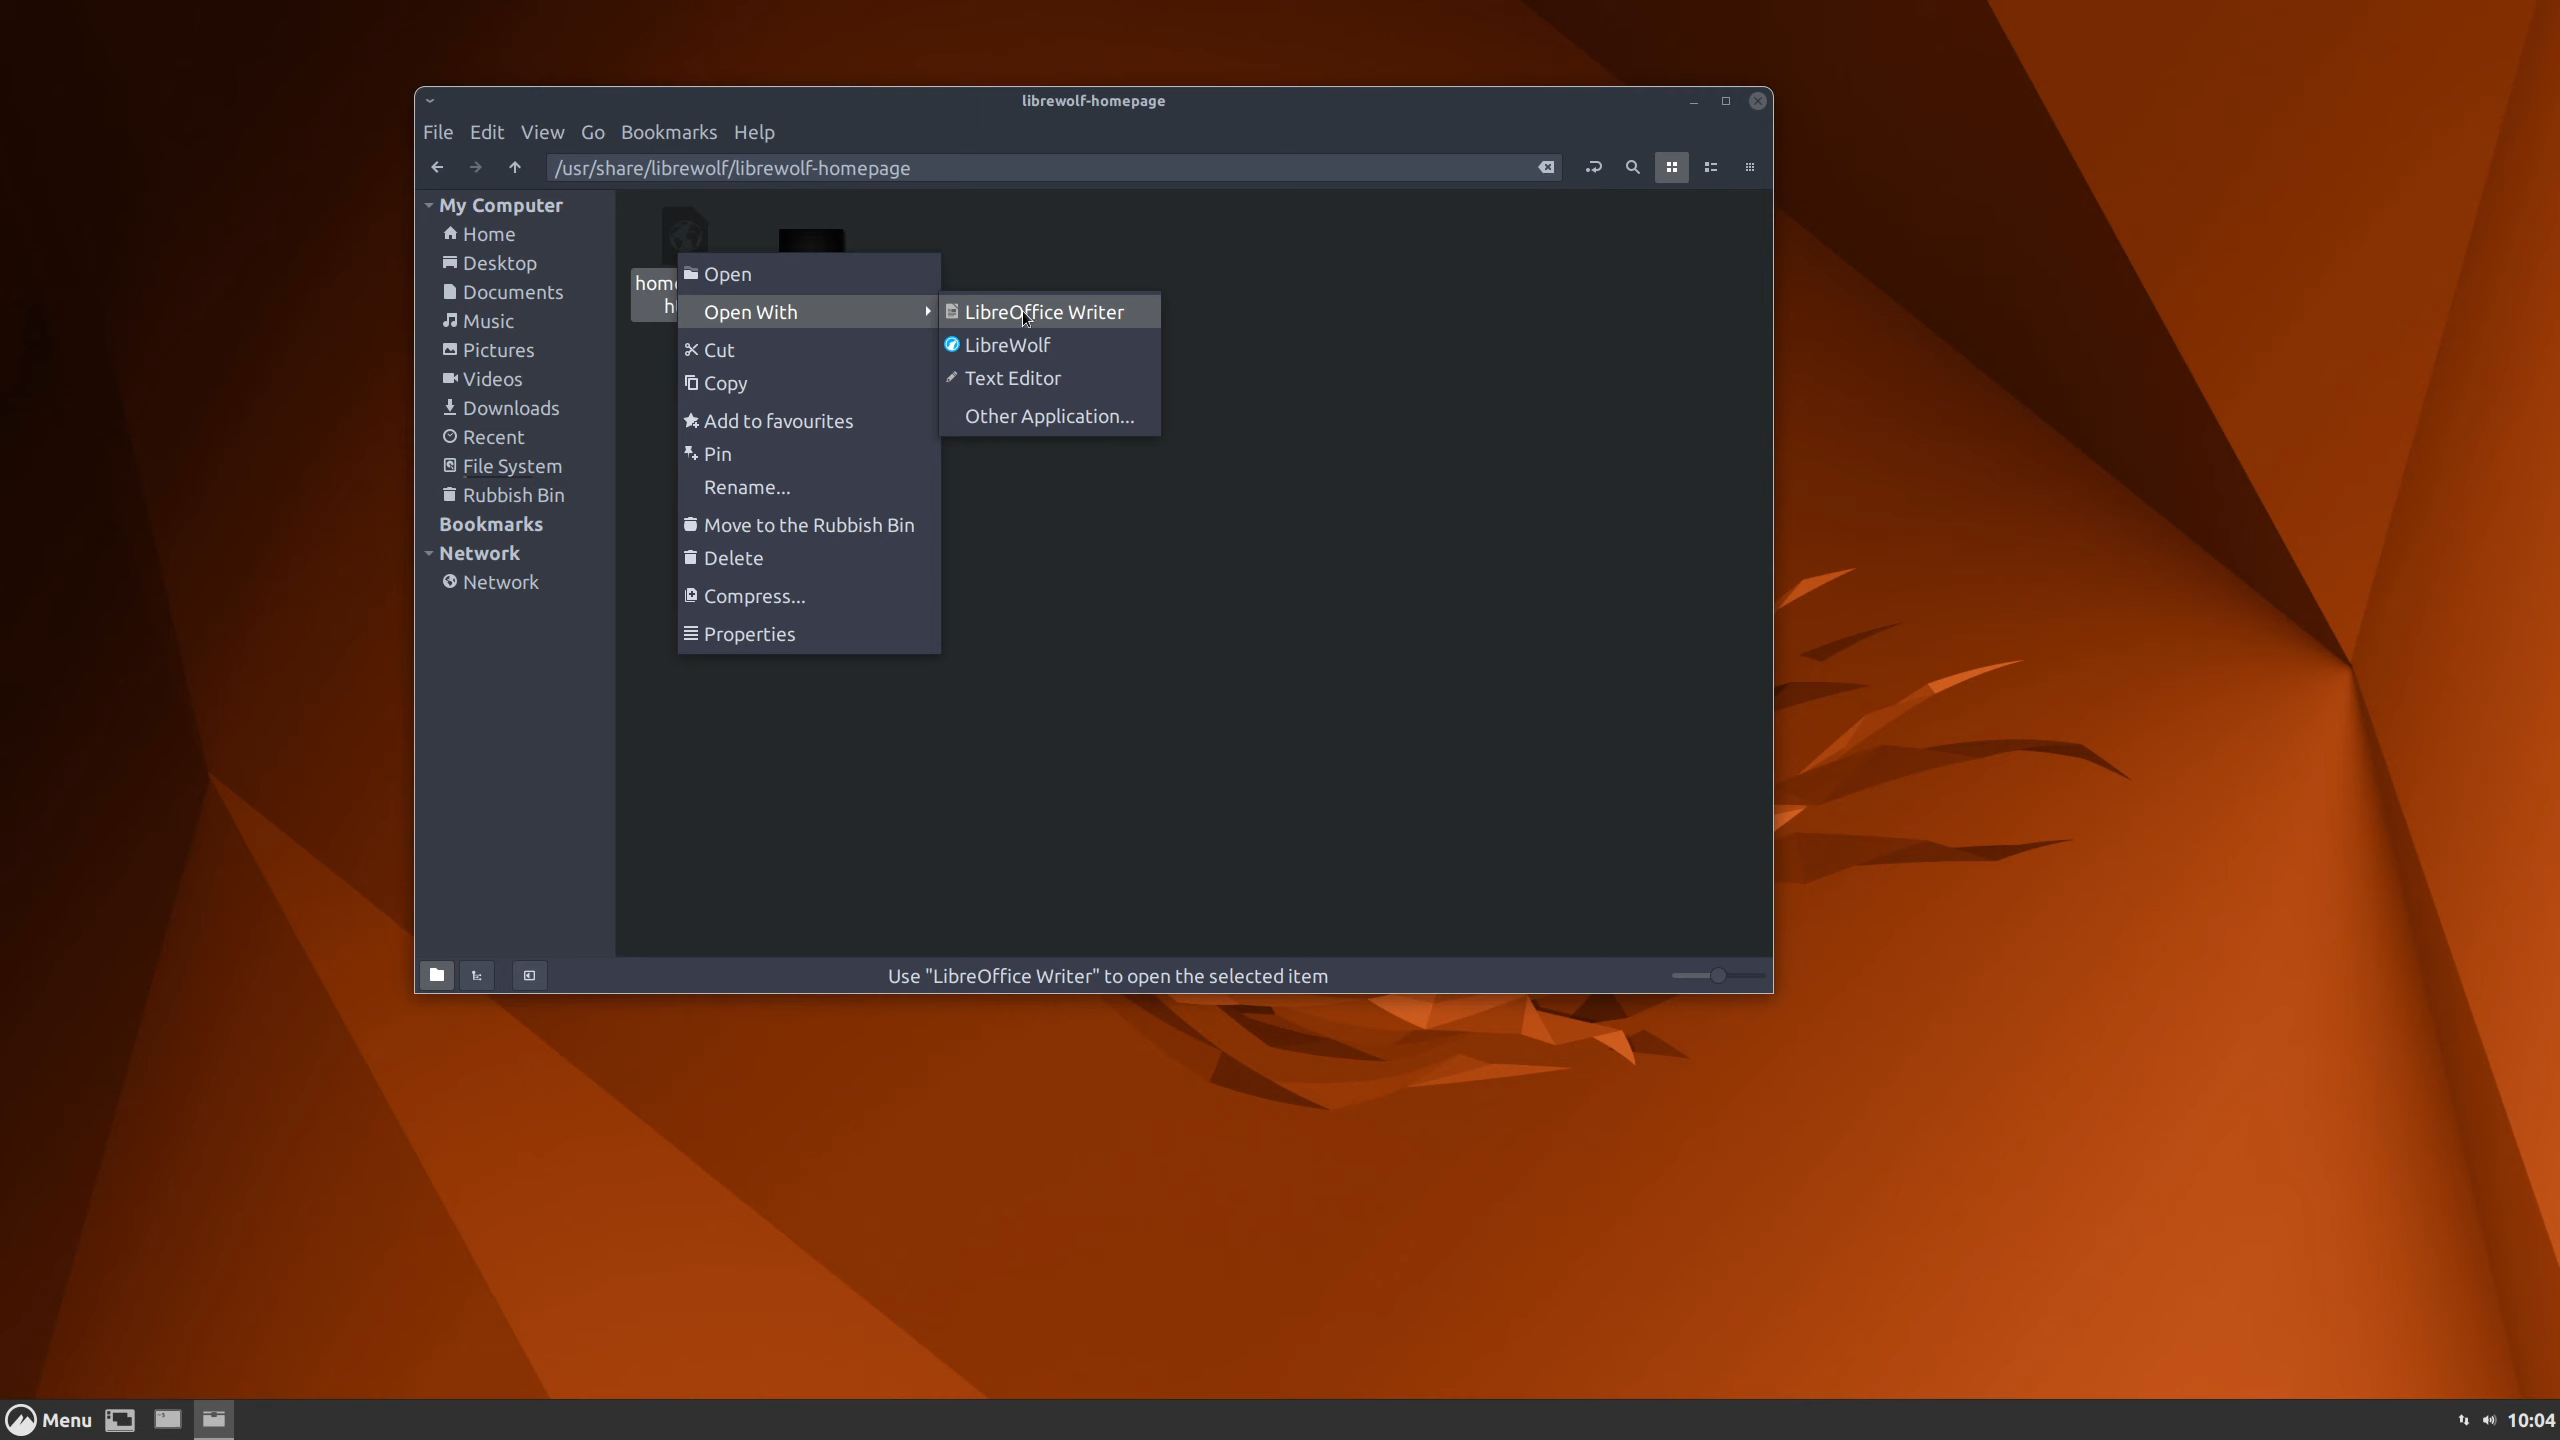 librewolf-homepage
File Edit View Go Bookmarks Help
/usr/share/librewolf/librewolf-homepage
My Computer
Home
Desktop
Documents
Music
Pictures
Videos
Downloads
Recent
File System
Rubbish Bin
Bookmarks
Network
Network
Open
Open With
Cut
Copy
Add to favourites
Pin
Rename...
Move to the Rubbish Bin
Delete
Compress...
Properties
LibreOffice Writer
LibreWolf
Text Editor
Other Application...
Use "LibreOffice Writer" to open the selected item
Menu
10:04